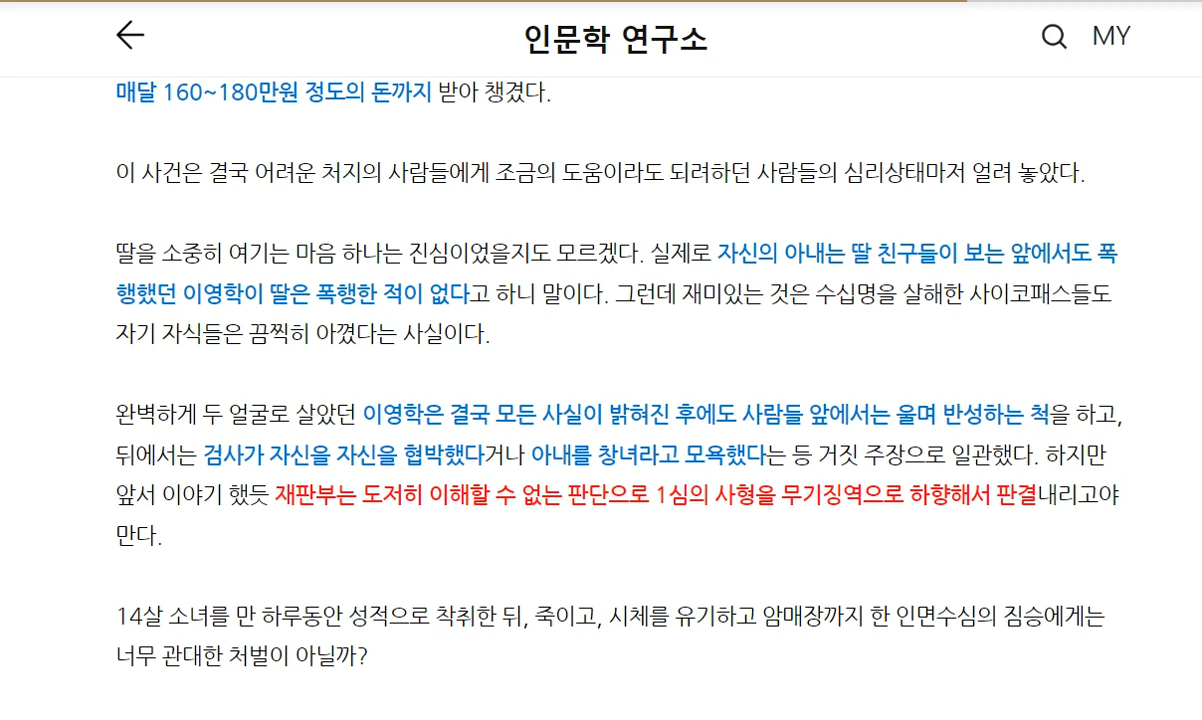 인문학 연구소
MY
매달 160~180만원 정도의 돈까지 받아 챙겼다.
이 사건은 결국 어려운 처지의 사람들에게 조금의 도움이라도 되려하던 사람들의 심리상태마저 얼려 놓았다.
딸을 소중히 여기는 마음 하나는 진심이었을지도 모르겠다. 실제로 자신의 아내는 딸 친구들이 보는 앞에서도 폭
행했던 이영학이 딸은 폭행한 적이 없다고 하니 말이다. 그런데 재미있는 것은 수십명을 살해한 사이코패스들도
자기 자식들은 끔찍히 아꼈다는 사실이다.
완벽하게 두 얼굴로 살았던 이영학은 결국 모든 사실이 밝혀진 후에도 사람들 앞에서는 울며 반성하는 척을 하고,
뒤에서는 검사가 자신을 자신을 협박했다거나 아내를 창녀라고 모욕했다는 등 거짓 주장으로 일관했다. 하지만
앞서 이야기 했듯 재판부는 도저히 이해할 수 없는 판단으로 1심의 사형을 무기징역으로 하향해서 판결내리고야
만다.
14살 소녀를 만 하루동안 성적으로 착취한 뒤, 죽이고, 시체를 유기하고 암매장까지 한 인면수심의 짐승에게는
너무 관대한 처벌이 아닐까?